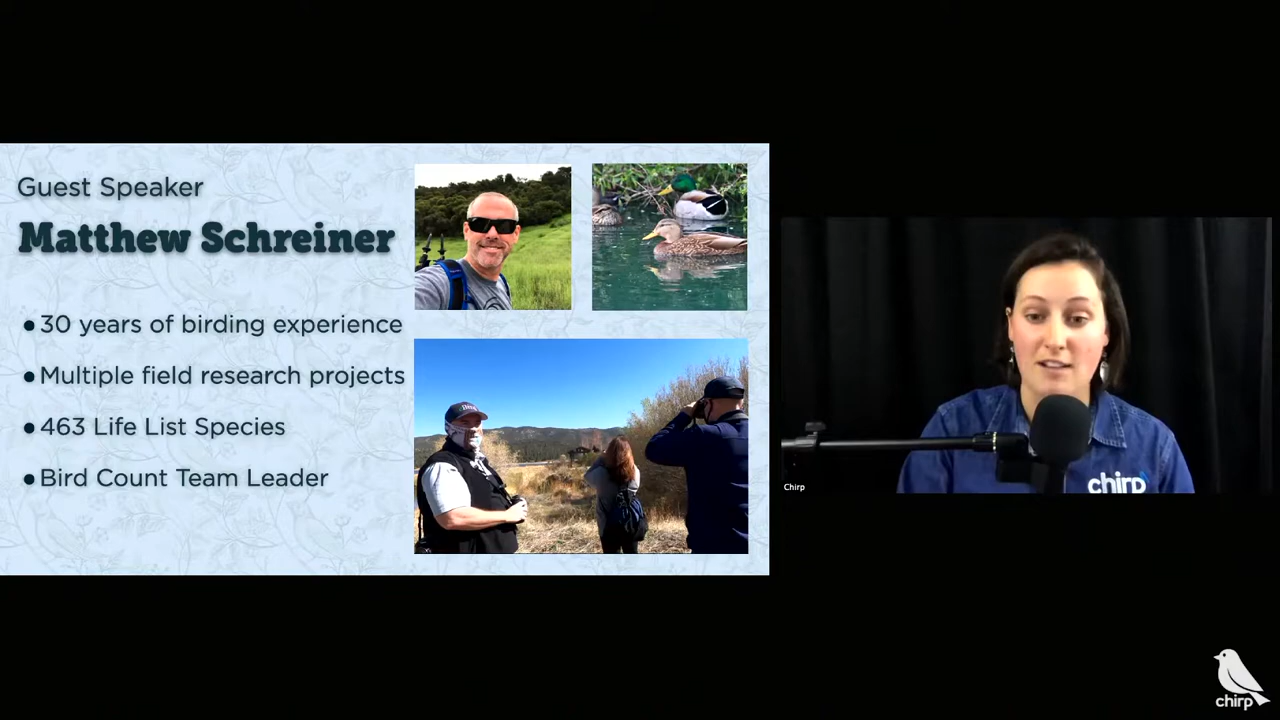 Guest Speaker
Matthew Schreiner
30 years of birding experience
Multiple field research projects
463 Life List Species
Bird Count Team Leader
chirp
Chirp
chirp